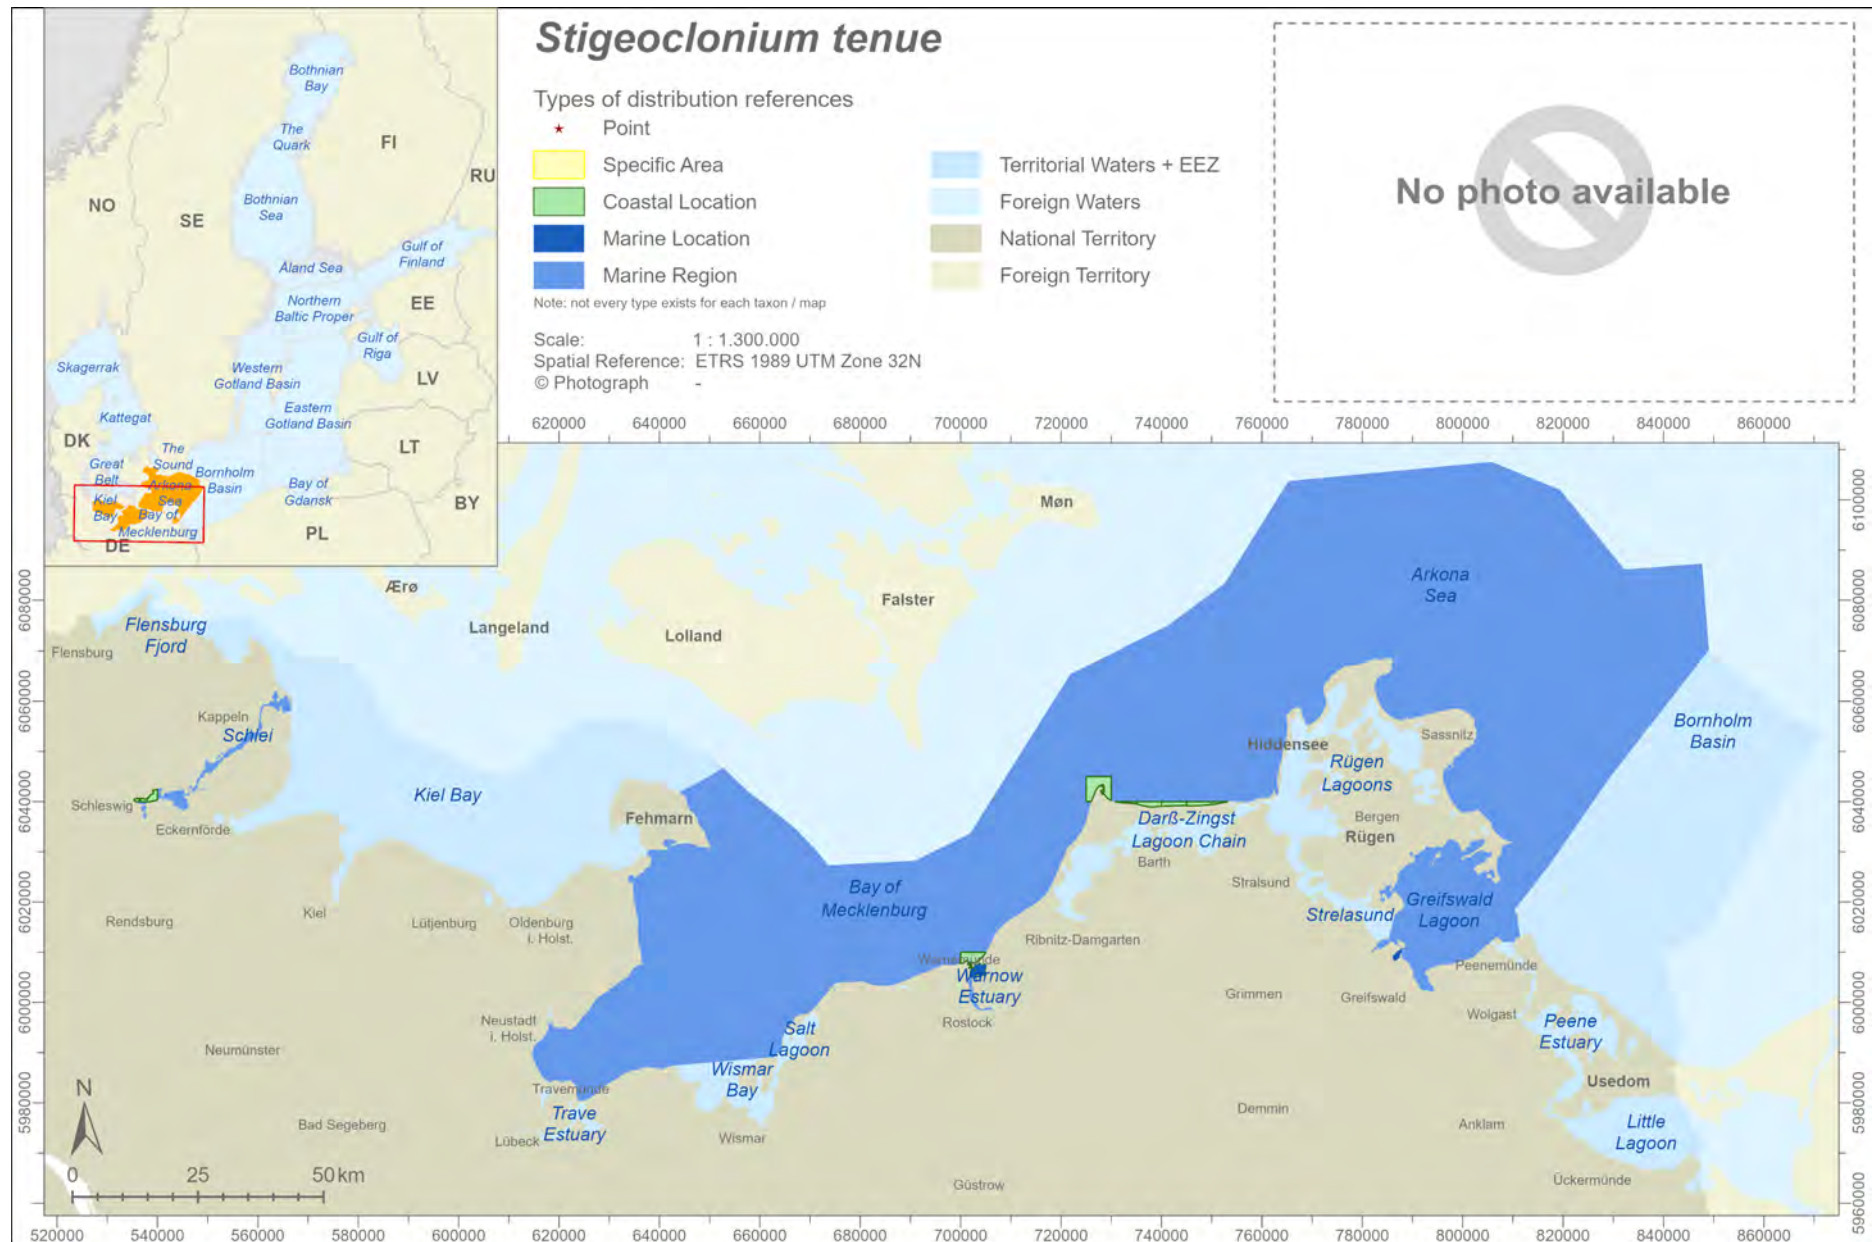 Stigeoclonium tenue
Types of distribution references
Point
Specific Area
Coastal Location
Marine Location
Marine Region
Territorial Waters + EEZ
Foreign Waters
National Territory
Foreign Territory
Note: not every type exists for each taxon / map
Scale: 1 : 1.300.000
Spatial Reference: ETRS 1989 UTM Zone 32N
© Photograph -
No photo available
Bothnian
Bay
The
Quark
FI
RU
NO
SE
Bothnian
Sea
Gulf of
Finland
Åland Sea
Northern
Baltic Proper
EE
Gulf of
Riga
Skagerrak
Western
Gotland Basin
LV
Kattegat
Eastern
Gotland Basin
DK
LT
The
Sound
Great
Belt
Bornholm
Basin
Arkona
Sea
Bay of
Gdansk
Kiel
Bay
Bay of
Mecklenburg
BY
PL
DE
620000 640000 660000 680000 700000 720000 740000 760000 780000 800000 820000 840000 860000
6100000
6080000
6060000
6040000
6020000
6000000
5980000
5960000
6080000
6060000
6040000
6020000
6000000
5980000
Møn
Ærø
Langeland
Lolland
Falster
Arkona
Sea
Flensburg
Fjord
Flensburg
Kappeln
Schlei
Schleswig
Eckernförde
Kiel Bay
Fehmarn
Hiddensee
Sassnitz
Rügen
Lagoons
Bergen
Rügen
Bornholm
Basin
Darß-Zingst
Lagoon Chain
Barth
Stralsund
Strelasund
Greifswald
Lagoon
Bay of
Mecklenburg
Rendsburg
Kiel
Lütjenburg
Oldenburg
i. Holst.
Ribnitz-Damgarten
Warnemünde
Warnow
Estuary
Rostock
Grimmen
Greifswald
Peenemünde
Wolgast
Peene
Estuary
Usedom
Neustadt
i. Holst.
Neumünster
Salt
Lagoon
Wismar
Bay
Travemünde
Trave
Estuary
Lübeck
Wismar
Bad Segeberg
Demmin
Anklam
Little
Lagoon
Ückermünde
Güstrow
N
0 25 50 km
520000 540000 560000 580000 600000 620000 640000 660000 680000 700000 720000 740000 760000 780000 800000 820000 840000 860000